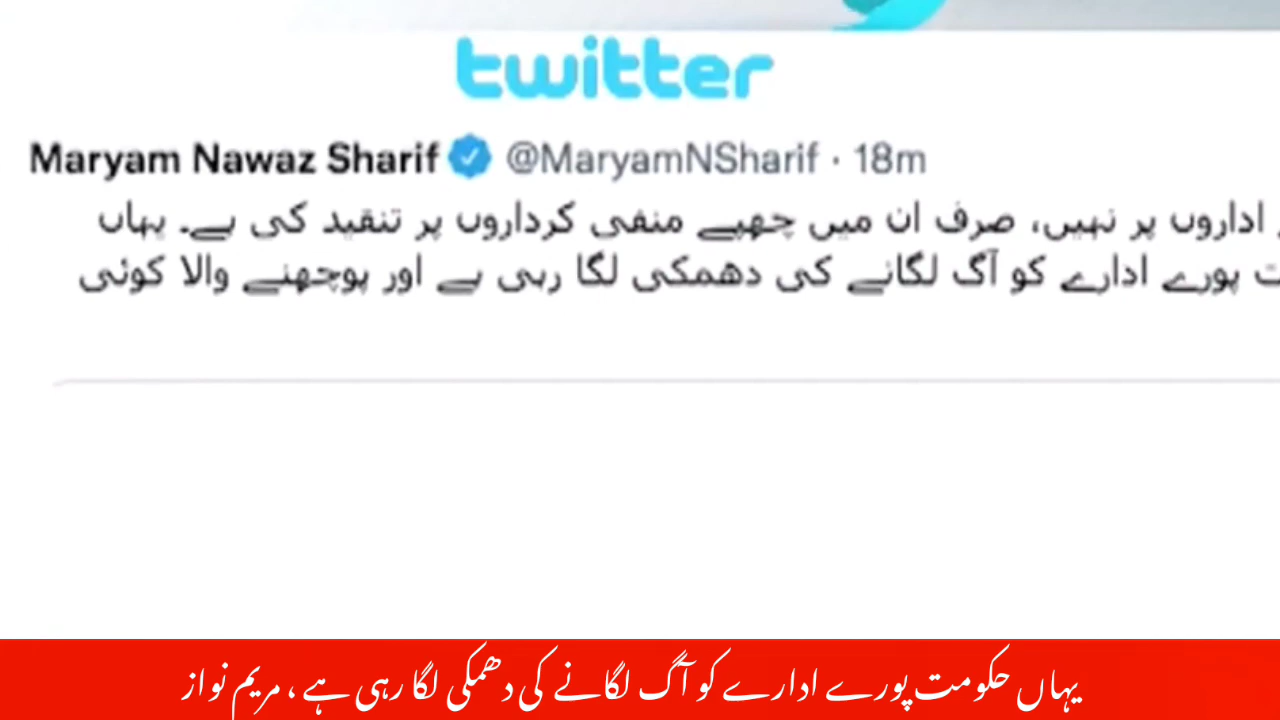 twitter
Maryam Nawaz Sharif @MaryamNSharif · 18m
اداروں پر نہیں، صرف ان میں چھپے منفی کرداروں پر تنقید کی ہے۔ یہاں
پورے ادارے کو آگ لگانے کی دھمکی لگا رہی ہے اور پوچھنے والا کوئی
یہاں حکومت پورے ادارے کو آگ لگانے کی دھمکی لگا رہی ہے ، مریم نواز